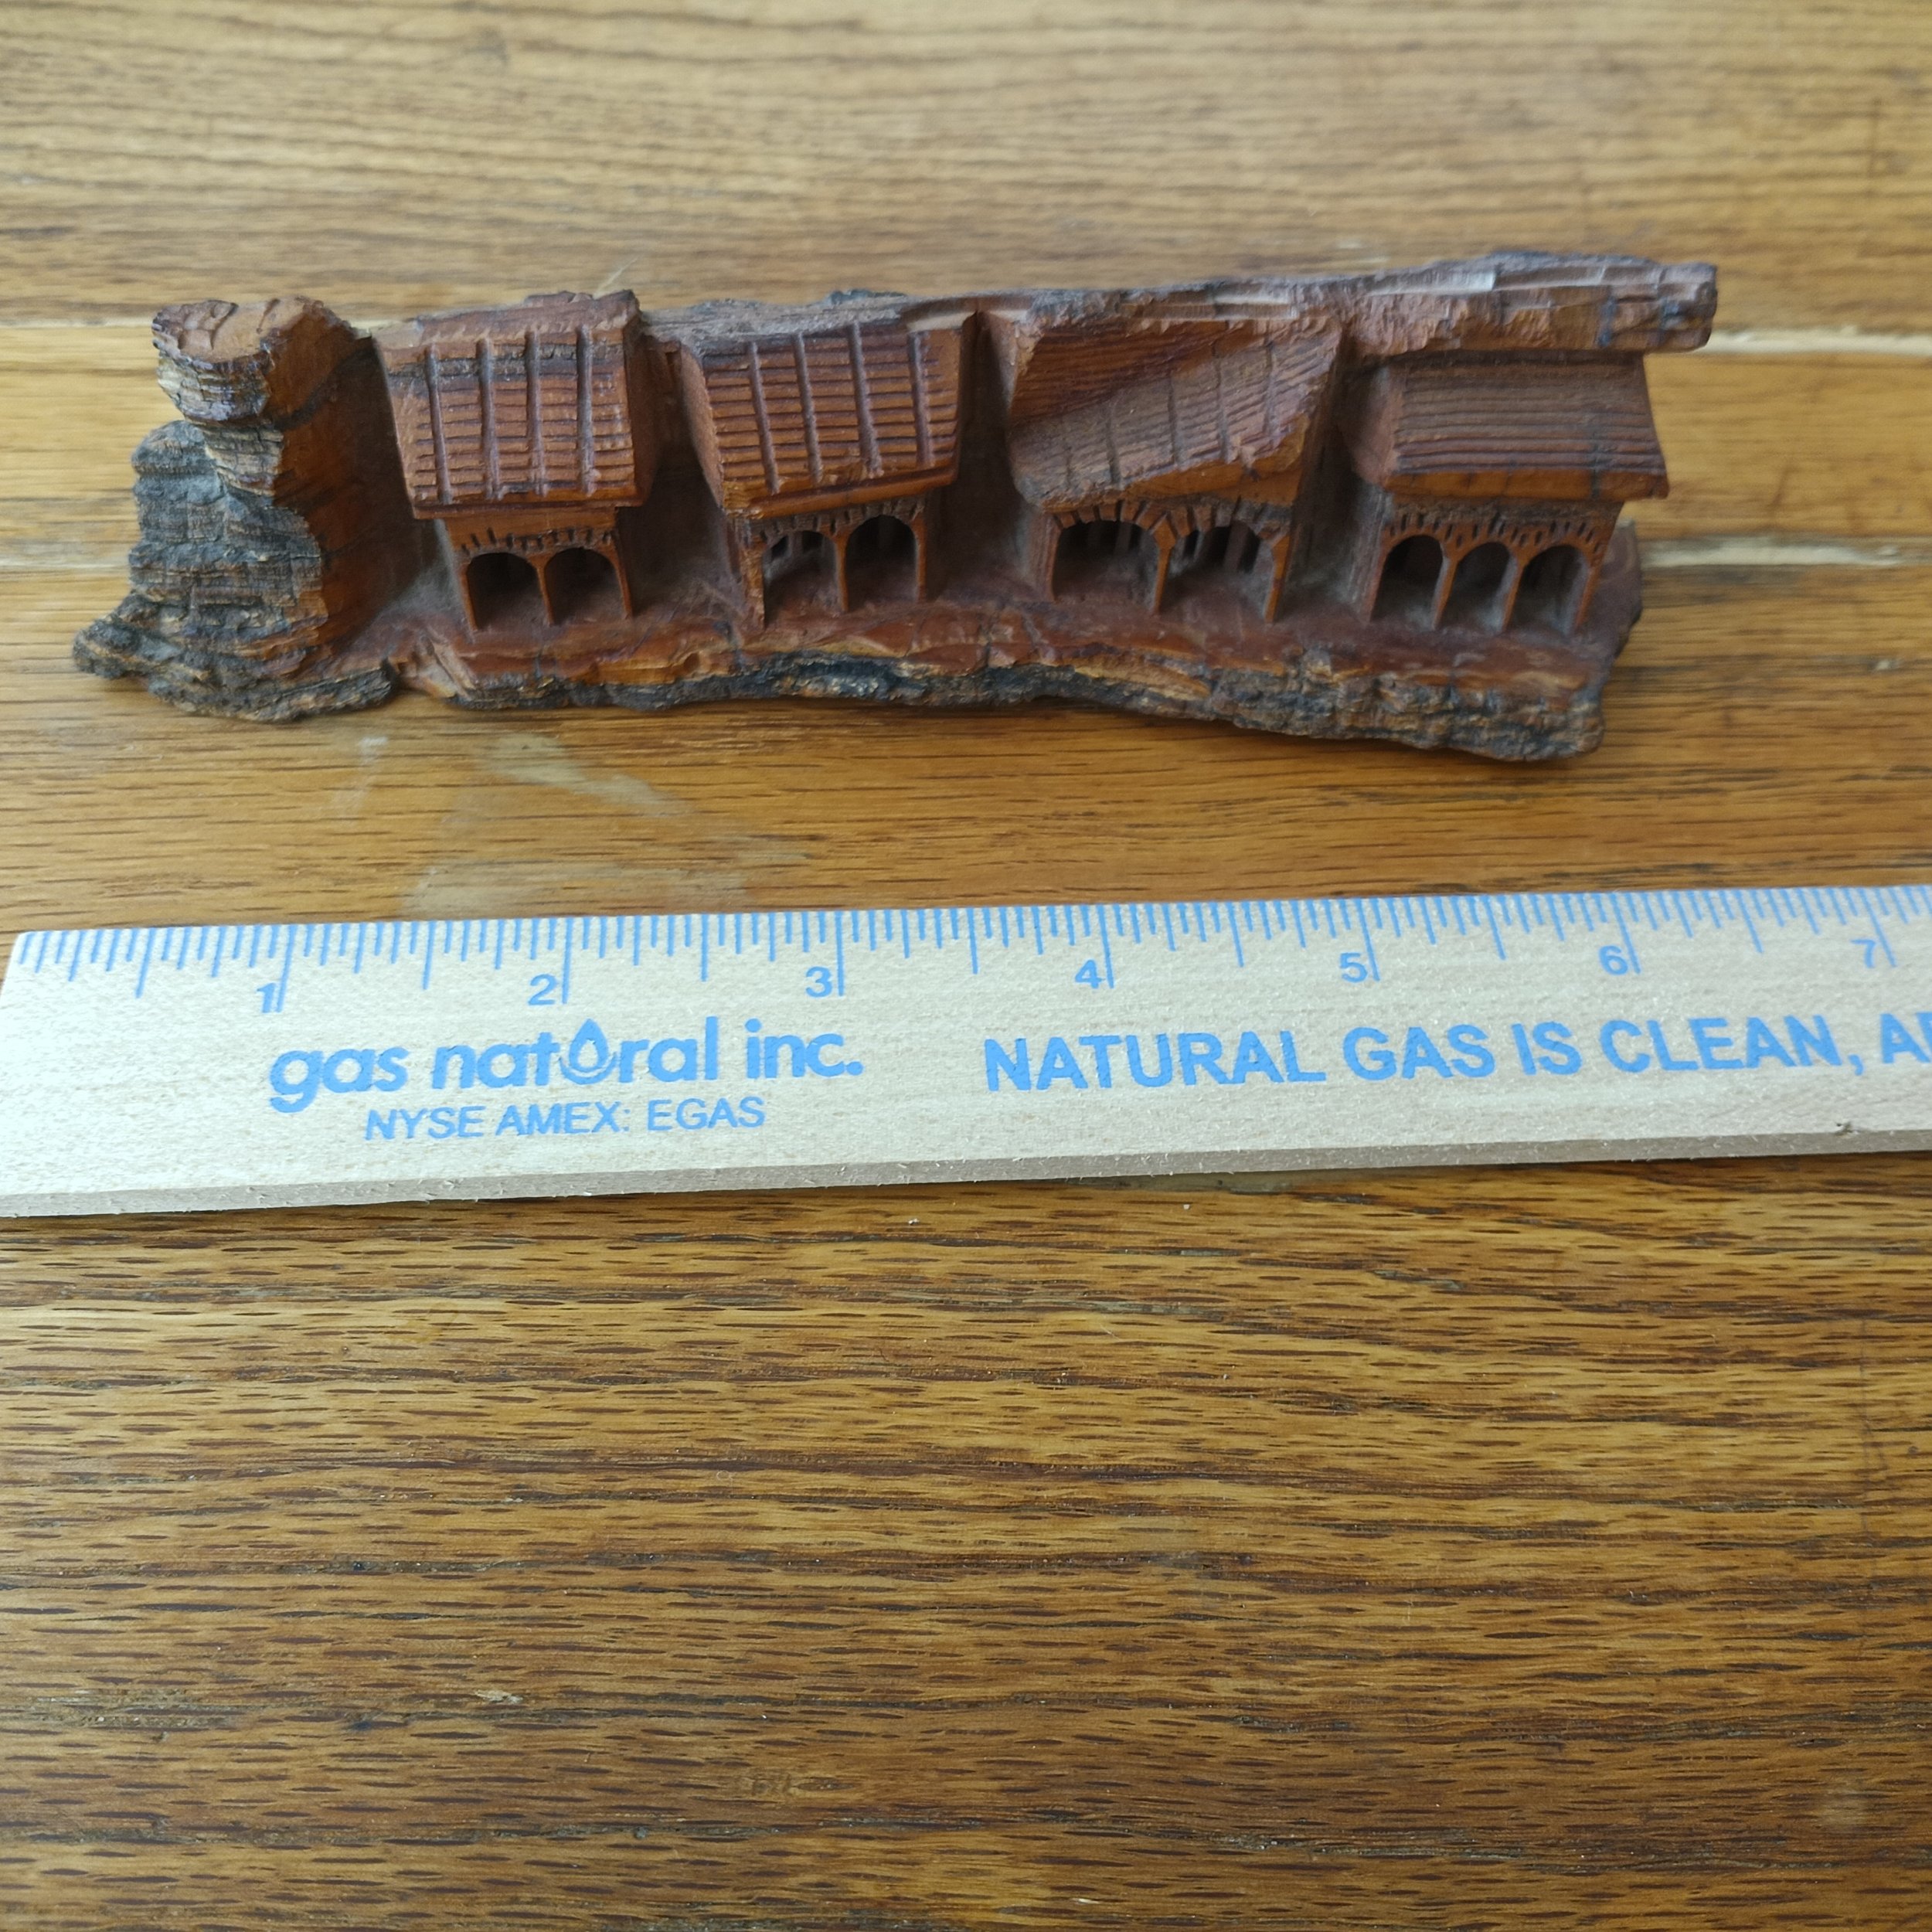 1 2 3 4 5 6 7
gas natural inc. NATURAL GAS IS CLEAN,
NYSE AMEX: EGAS